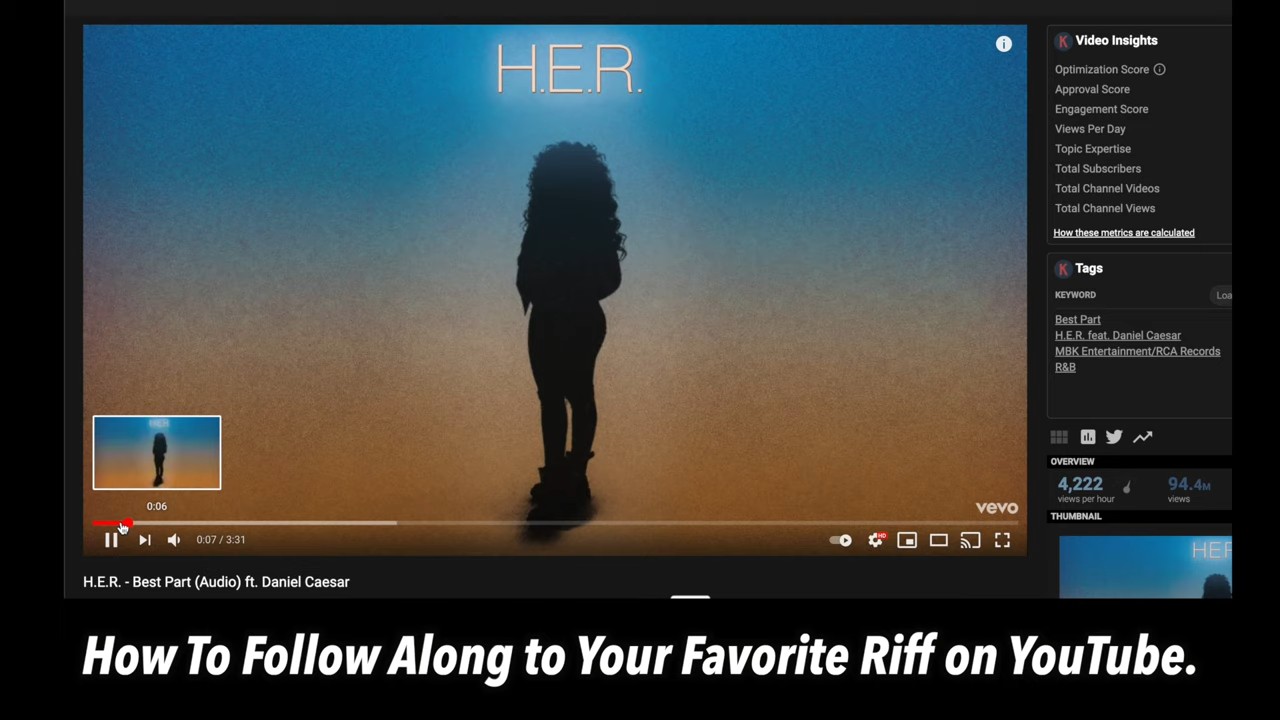 H.E.R.
0:06
vevo
0:07 / 3:31
HD
H.E.R. - Best Part (Audio) ft. Daniel Caesar
K Video Insights
Optimization Score
Approval Score
Engagement Score
Views Per Day
Topic Expertise
Total Subscribers
Total Channel Videos
Total Channel Views
How these metrics are calculated
K Tags
KEYWORD
Loa
Best Part
H.E.R. feat. Daniel Caesar
MBK Entertainment/RCA Records
R&B
OVERVIEW
4,222 94.4M
views per hour views
THUMBNAIL
HER
How To Follow Along to Your Favorite Riff on YouTube.